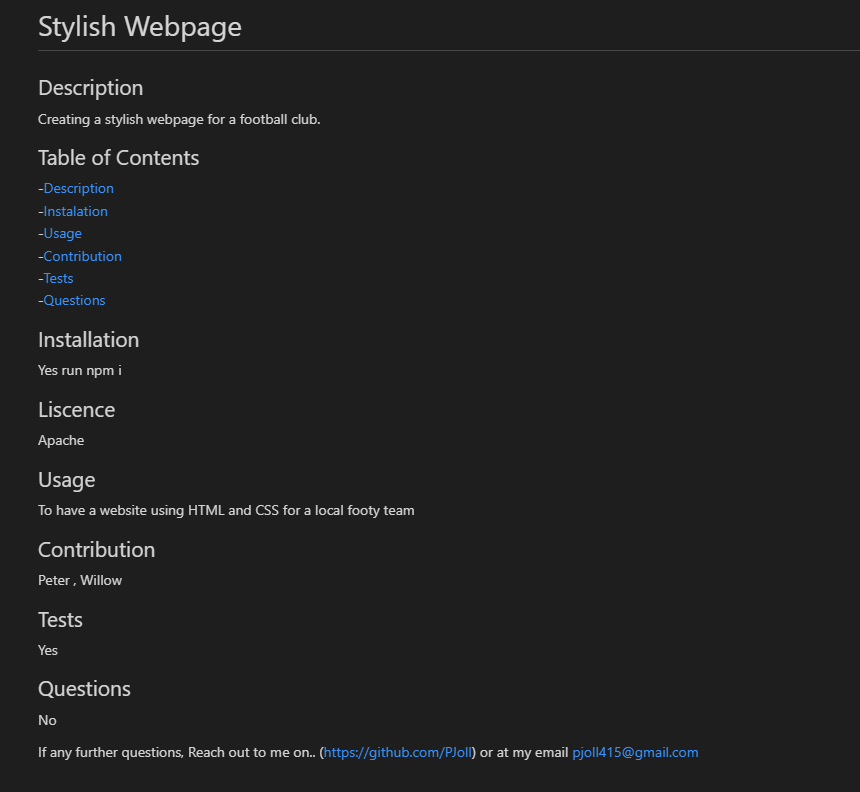 Stylish Webpage
Description
Creating a stylish webpage for a football club.
Table of Contents
-Description
-Instalation
-Usage
-Contribution
-Tests
-Questions
Installation
Yes run npm i
Liscence
Apache
Usage
To have a website using HTML and CSS for a local footy team
Contribution
Peter , Willow
Tests
Yes
Questions
No
If any further questions, Reach out to me on.. (https://github.com/PJoll) or at my email pjoll415@gmail.com